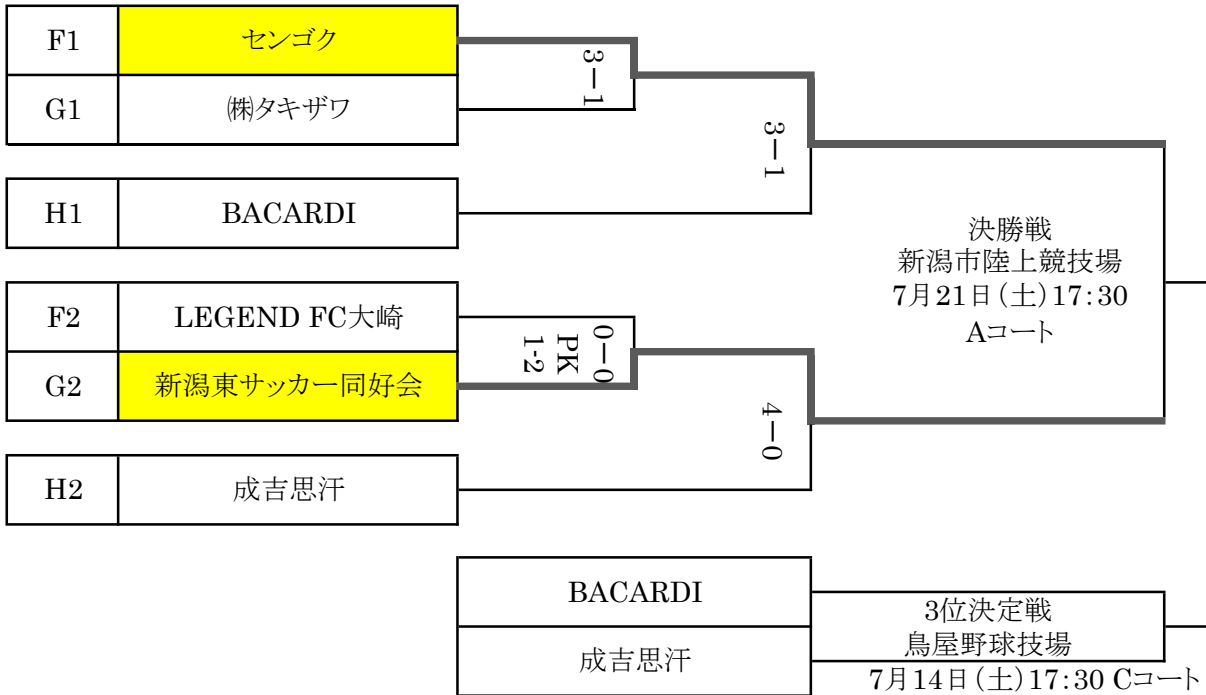 F1 センゴク
3−1
G1 ㈱タキザワ
3−1
H1 BACARDI
決勝戦
新潟市陸上競技場
7月21日(土)17:30
Aコート
F2 LEGEND FC大崎
0−0
PK
1-2
G2 新潟東サッカー同好会
4−0
H2 成吉思汗
BACARDI
成吉思汗
3位決定戦
鳥屋野球技場
7月14日(土)17:30 Cコート